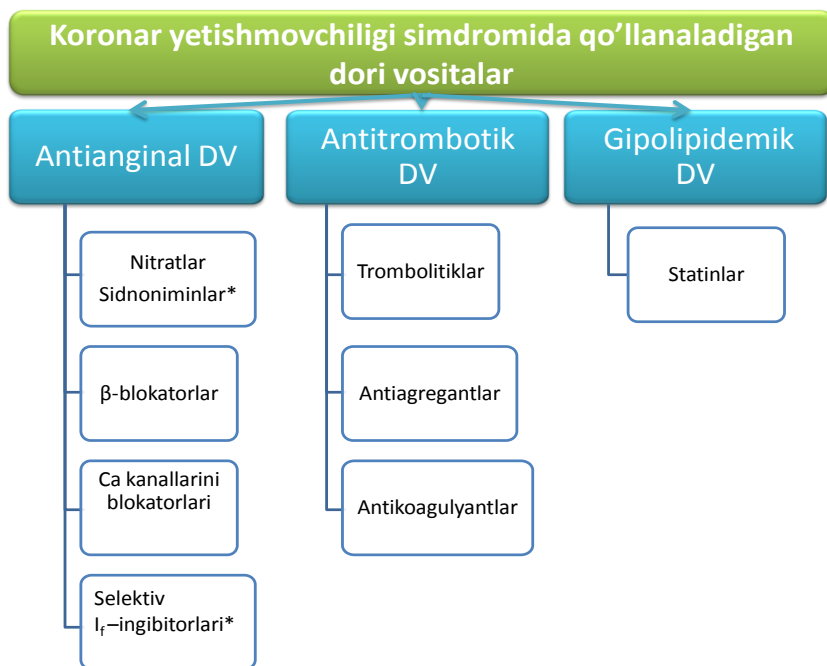 Koronar yetishmovchiligi simdromida qo’llanaladigan
dori vositalar
Antianginal DV
Nitratlar
Sidnoniminlar*
β-blokatorlar
Ca kanallarini
blokatorlari
Selektiv
If–ingibitorlari*
Antitrombotik
DV
Trombolitiklar
Antiagregantlar
Antikoagulyantlar
Gipolipidemik
DV
Statinlar